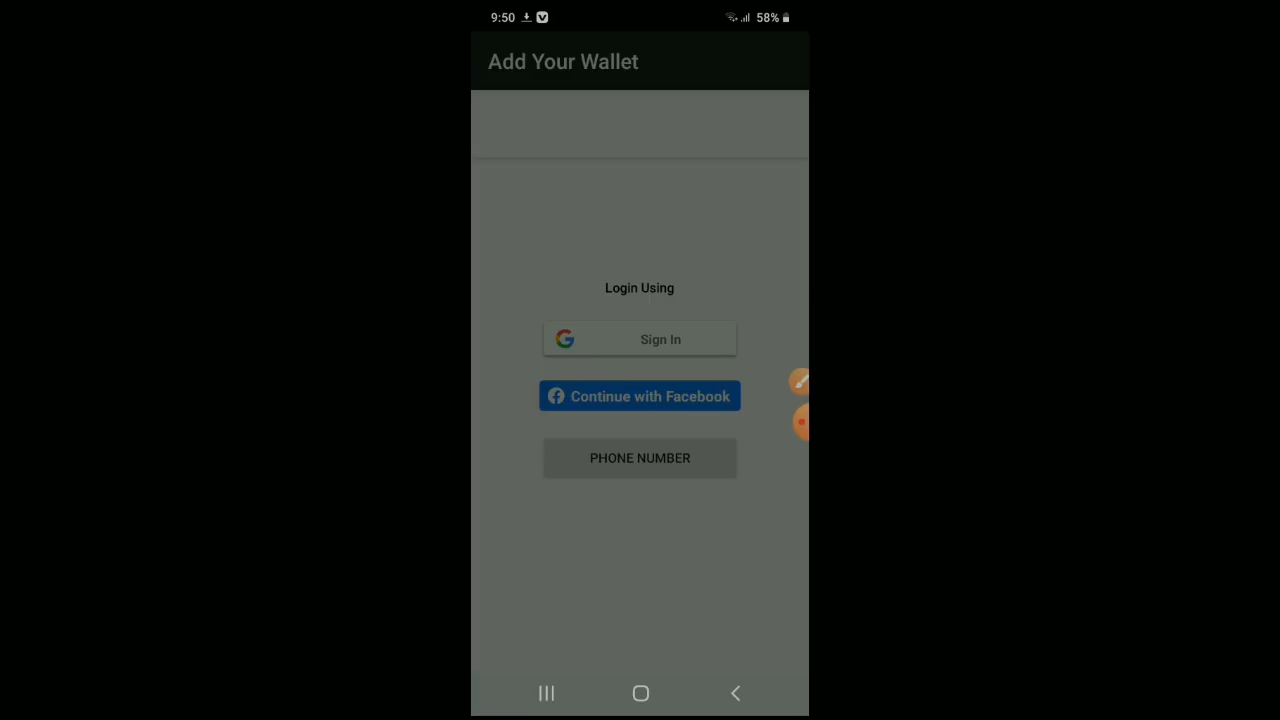 9:50 58%
Add Your Wallet
Login Using
Sign In
Continue with Facebook
PHONE NUMBER